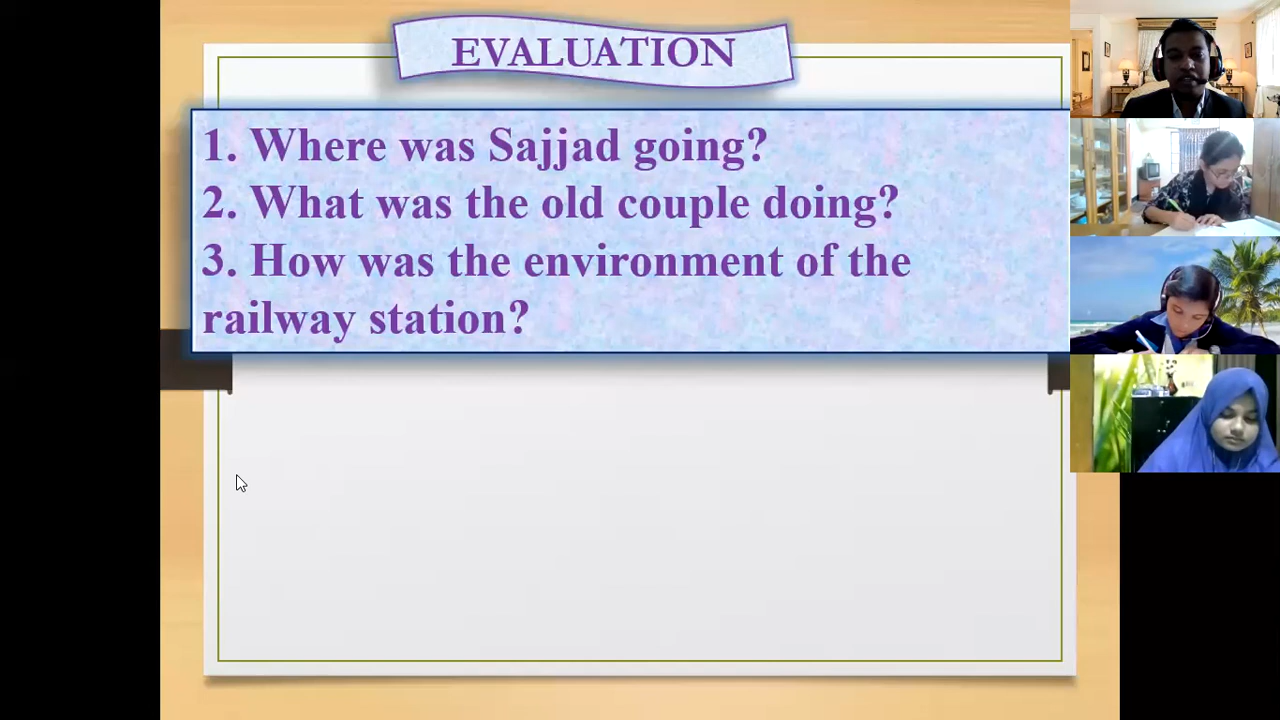 EVALUATION
1. Where was Sajjad going?
2. What was the old couple doing?
3. How was the environment of the
railway station?